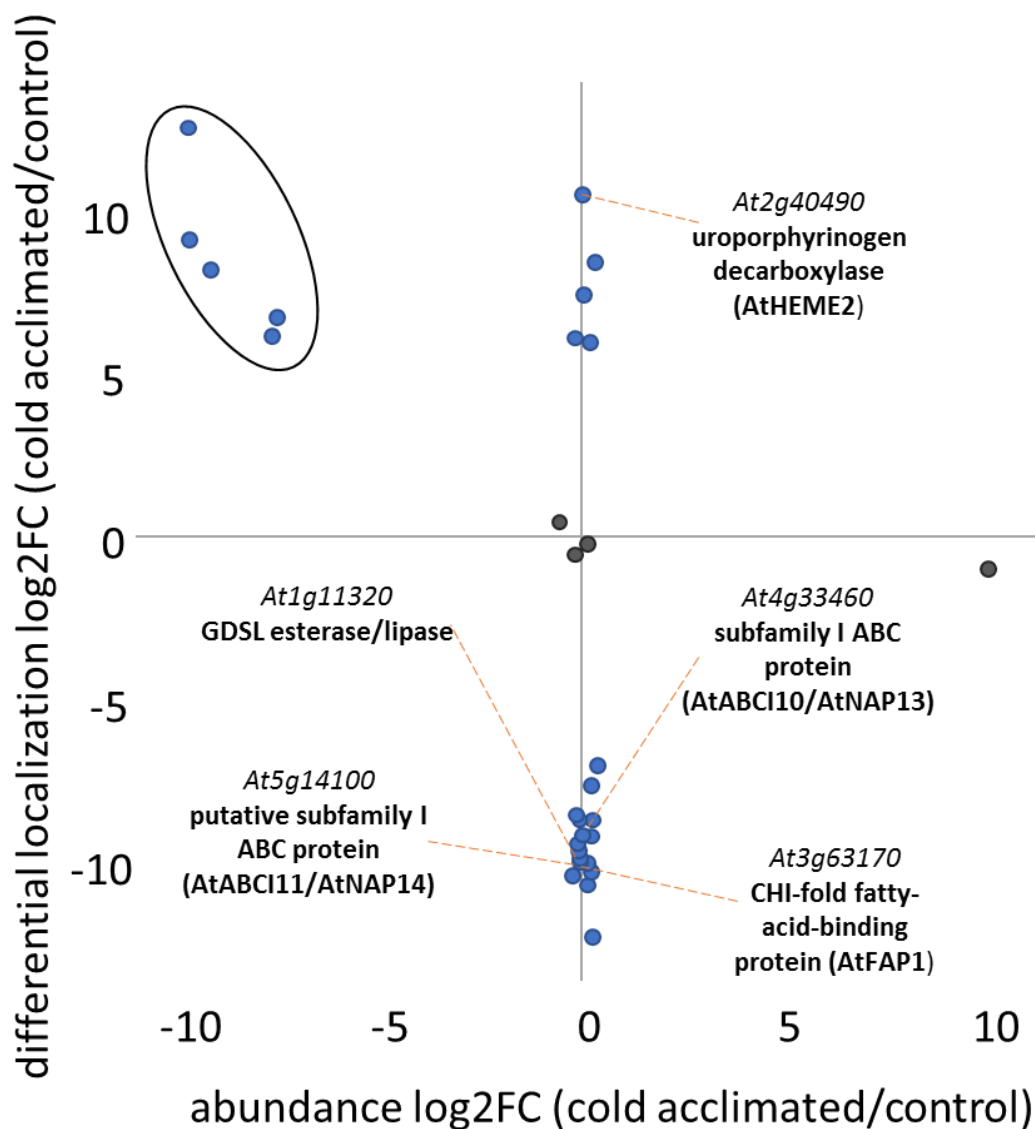 differential localization log2FC (cold acclimated/control)
10
5
0
-5
-10
At2g40490
uroporphyrinogen
decarboxylase
(AtHEME2)
At1g11320
GDSL esterase/lipase
At4g33460
subfamily I ABC
protein
(AtABCI10/AtNAP13)
At5g14100
putative subfamily I
ABC protein
(AtABCI11/AtNAP14)
At3g63170
CHI-fold fatty-
acid-binding
protein (AtFAP1)
-10 -5 0 5 10
abundance log2FC (cold acclimated/control)